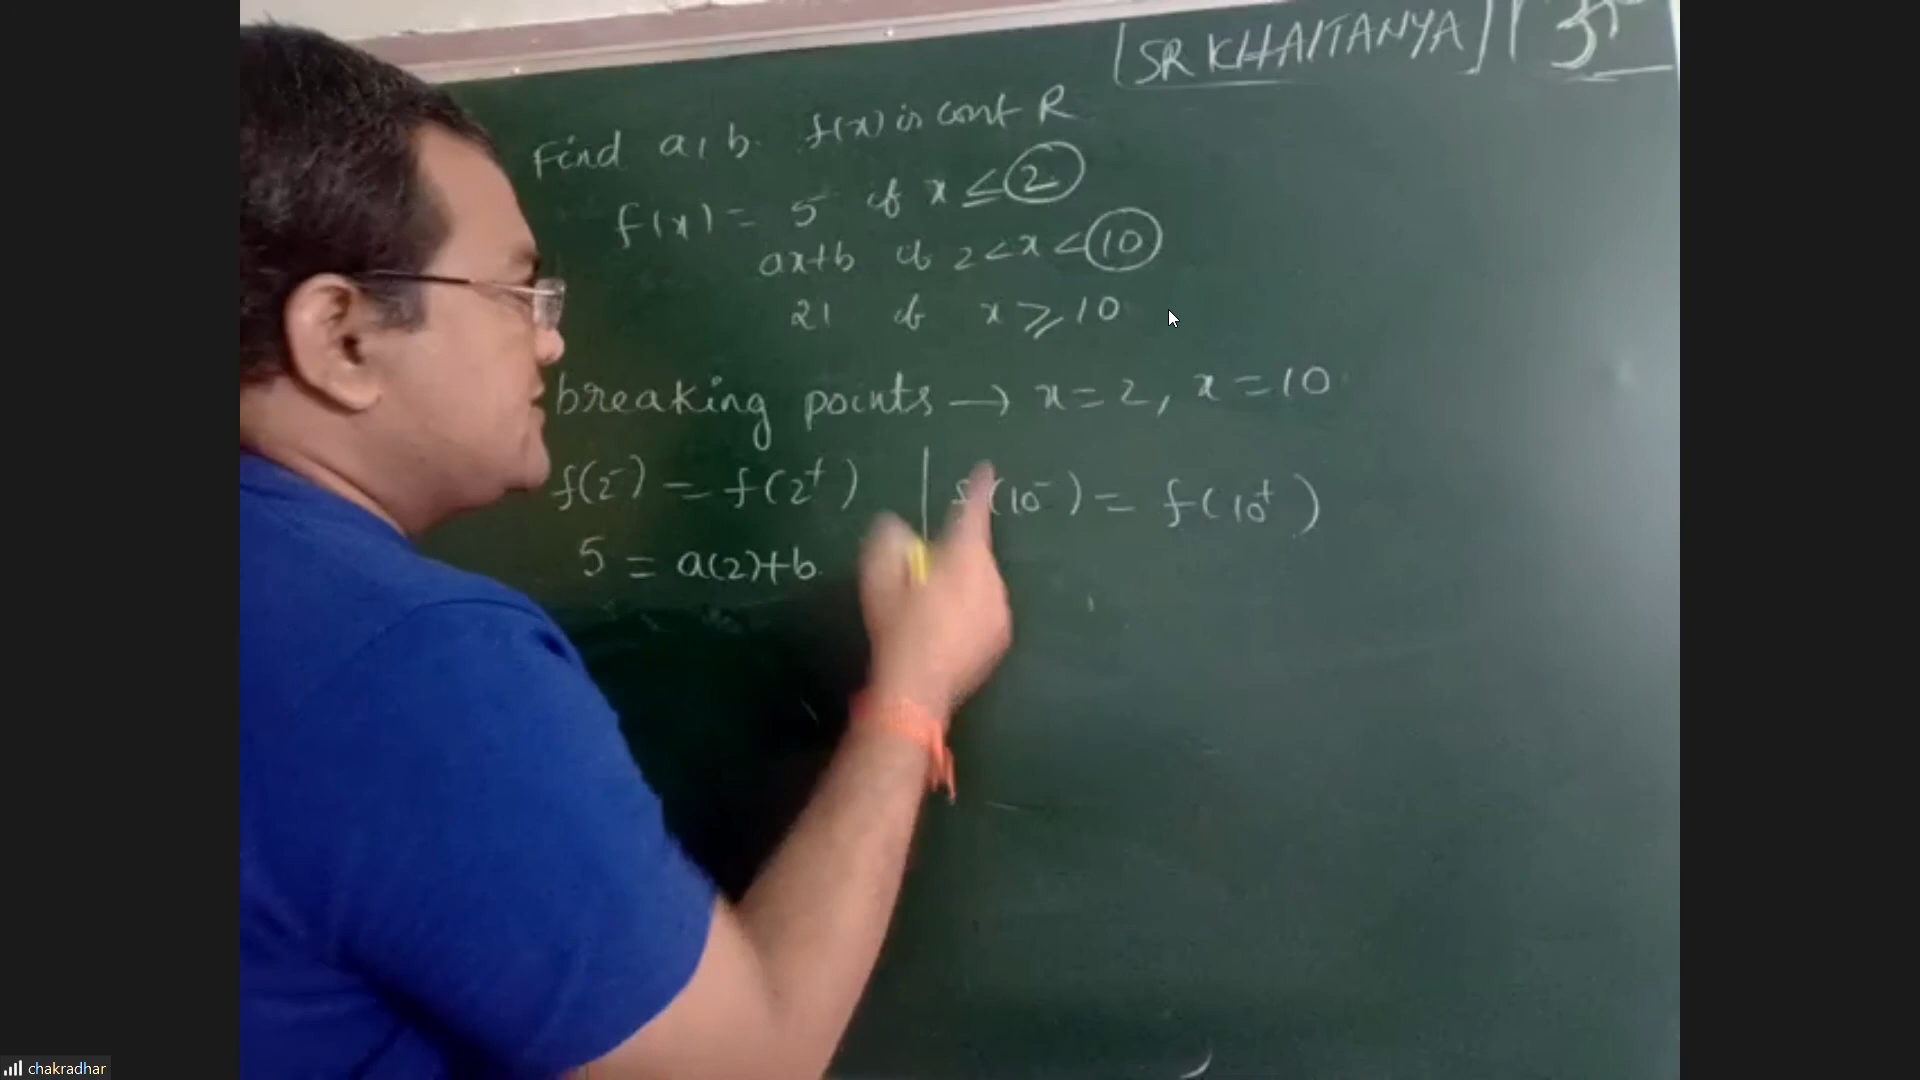 [SR KHAITANYA]
Find a, b. f(x) is cont R
f(x) = 5 if x ≤ 2
ax+b if 2 < x < 10
21 if x ≥ 10
breaking points → x = 2, x = 10
f(2⁻) = f(2⁺) | f(10⁻) = f(10⁺)
5 = a(2)+b.
chakradhar